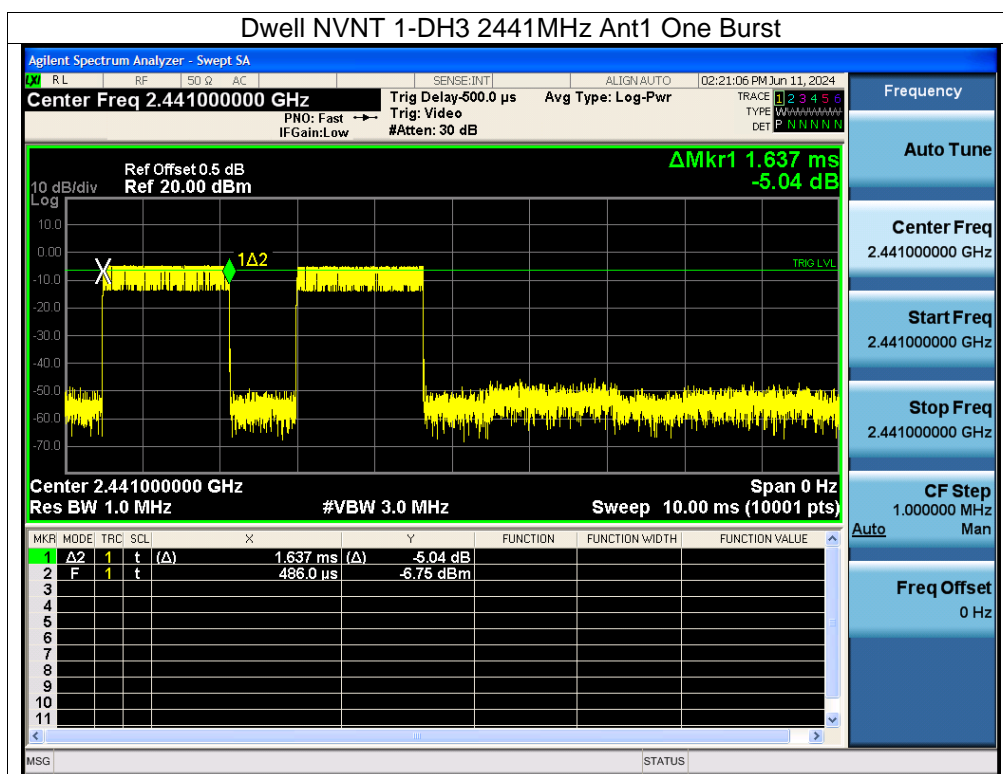 Dwell NVNT 1-DH3 2441MHz Ant1 One Burst
Agilent Spectrum Analyzer - Swept SA
LXI RL RF 50 Ω AC SENSE:INT ALIGN AUTO 02:21:06 PM Jun 11, 2024
Center Freq 2.441000000 GHz
PNO: Fast
IFGain:Low
Trig Delay-500.0 µs
Trig: Video
#Atten: 30 dB
Avg Type: Log-Pwr
TRACE 1 2 3 4 5 6
TYPE W
DET P N N N N N
Frequency
Auto Tune
Center Freq
2.441000000 GHz
Start Freq
2.441000000 GHz
Stop Freq
2.441000000 GHz
CF Step
1.000000 MHz
Auto Man
Freq Offset
0 Hz
ΔMkr1 1.637 ms
-5.04 dB
Ref Offset 0.5 dB
10 dB/div Ref 20.00 dBm
Log
10.0
0.00
-10.0
-20.0
-30.0
-40.0
-50.0
-60.0
-70.0
X
1Δ2
TRIG LVL
Center 2.441000000 GHz Span 0 Hz
Res BW 1.0 MHz #VBW 3.0 MHz Sweep 10.00 ms (10001 pts)
MKR MODE TRC SCL X Y FUNCTION FUNCTION WIDTH FUNCTION VALUE
1 Δ2 1 t (Δ) 1.637 ms (Δ) -5.04 dB
2 F 1 t 486.0 µs -6.75 dBm
3
4
5
6
7
8
9
10
11
MSG STATUS